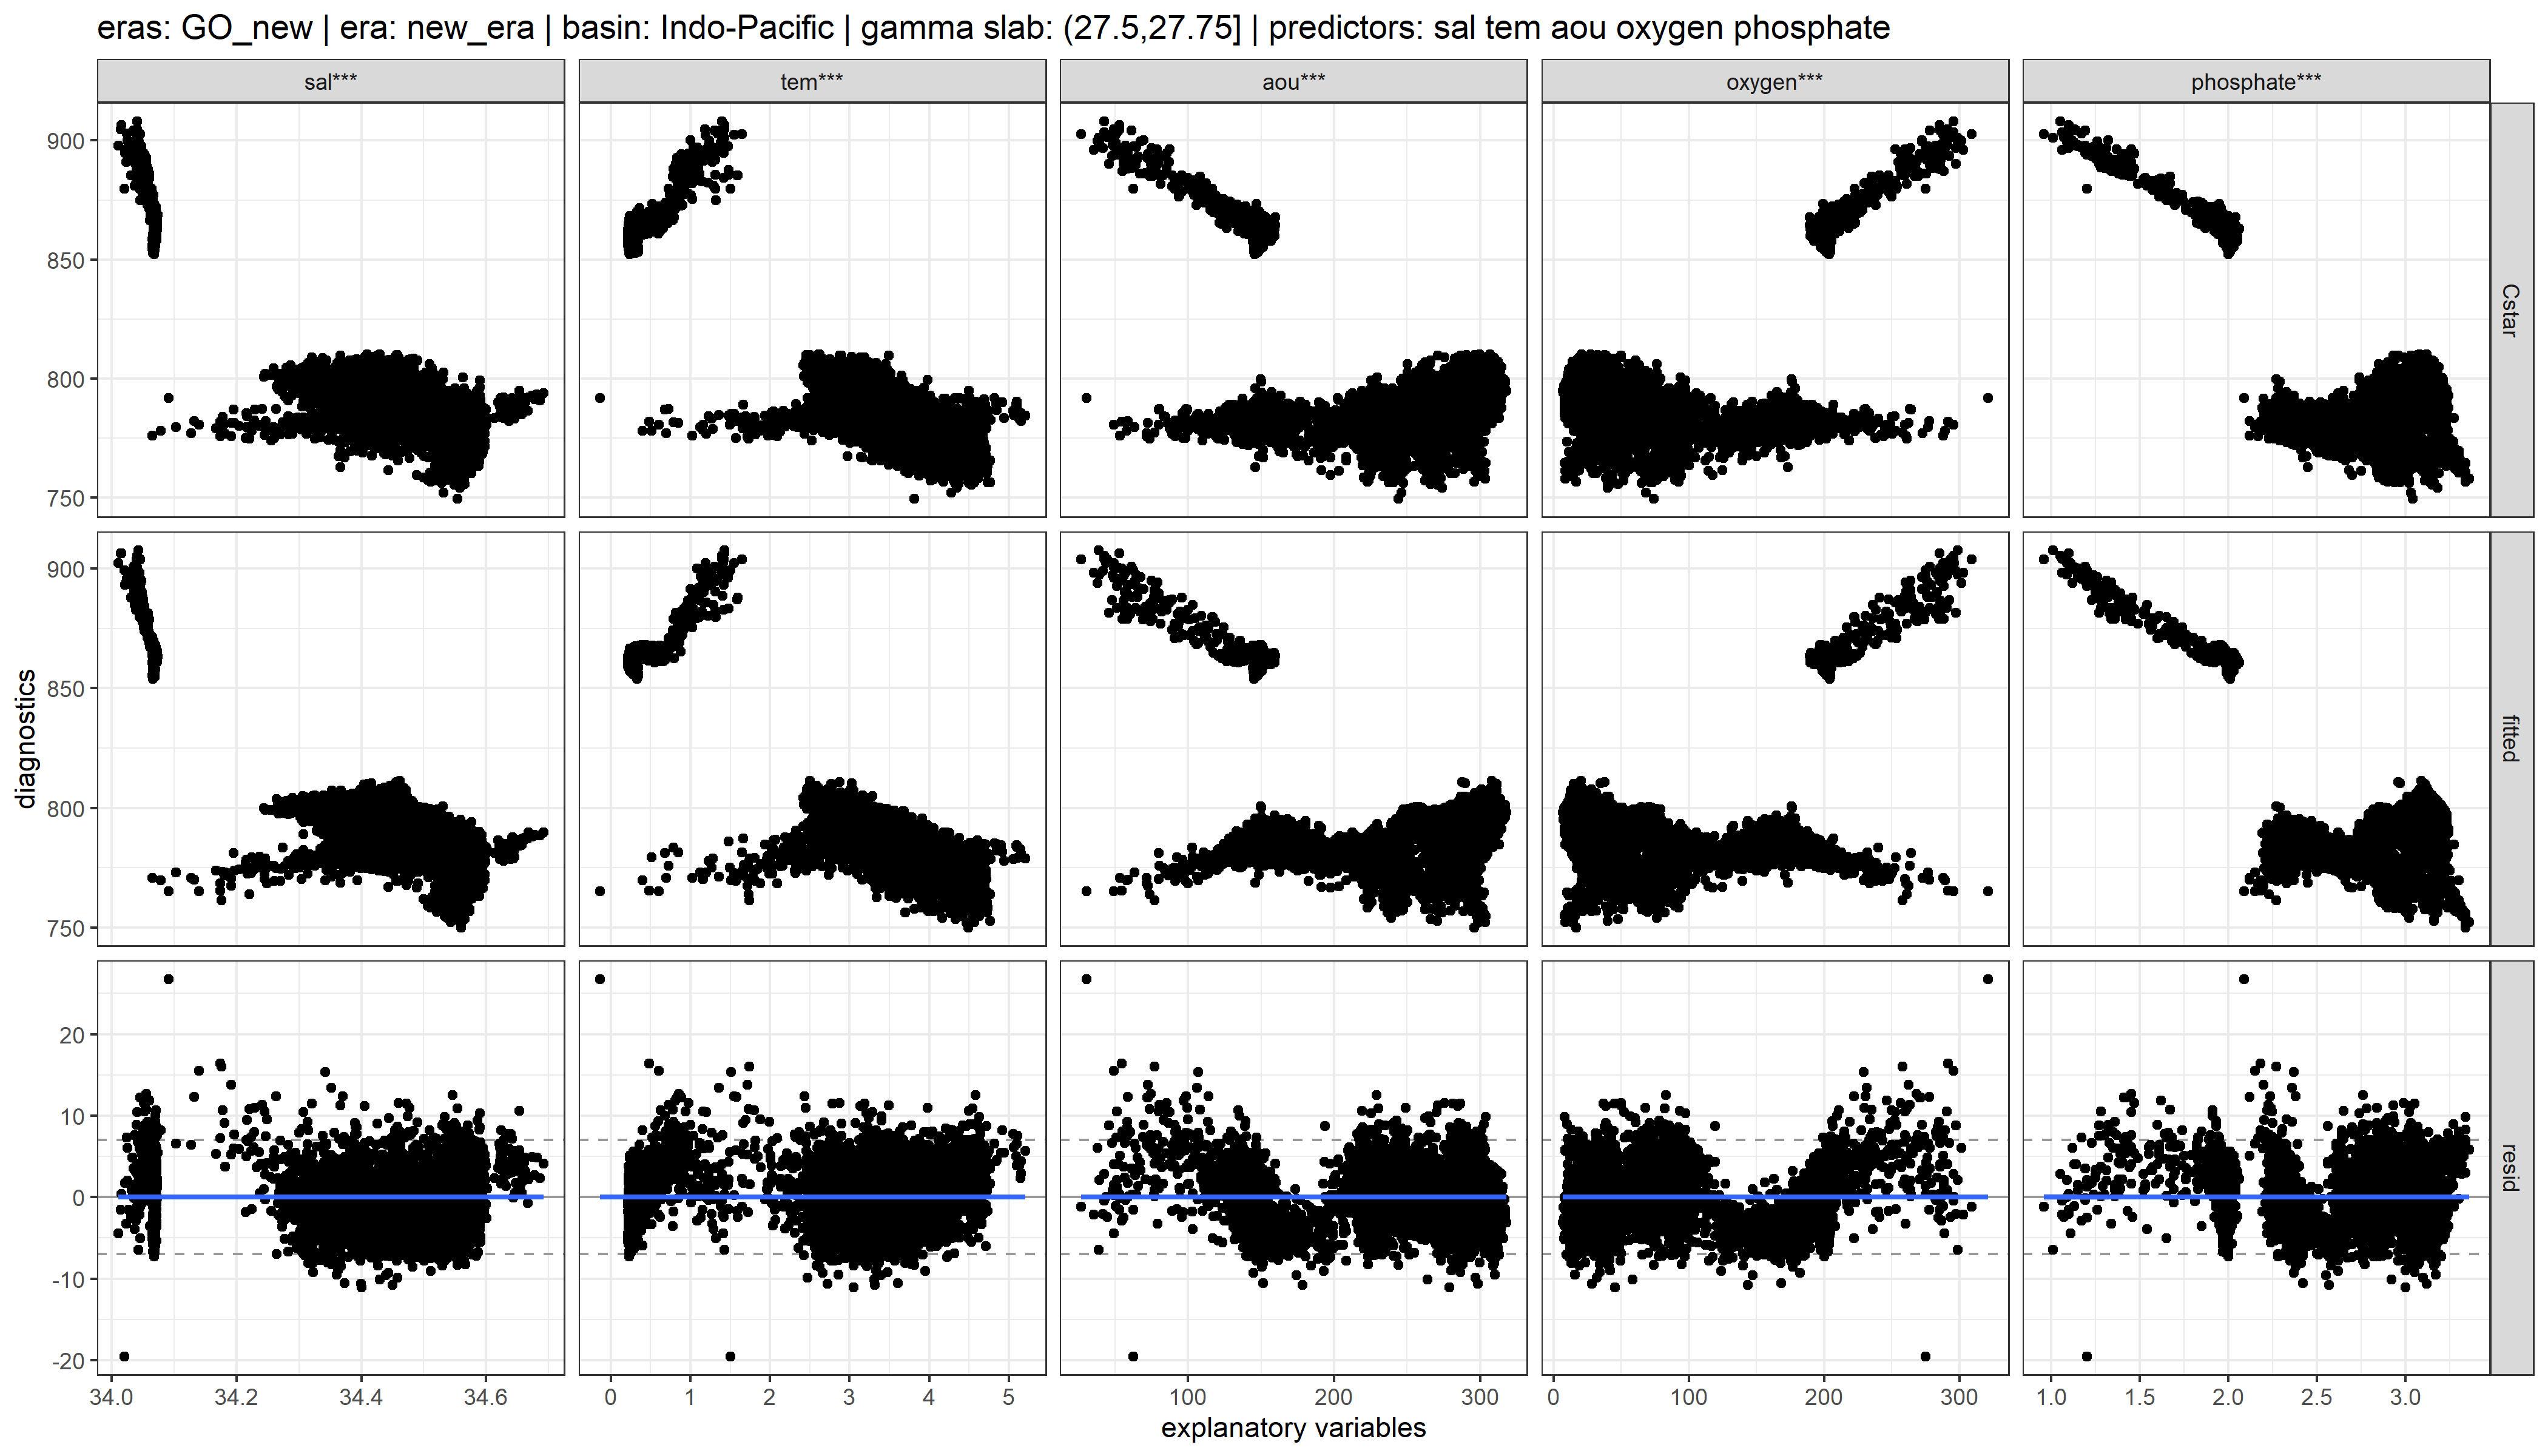 eras: GO_new | era: new_era | basin: Indo-Pacific | gamma slab: (27.5,27.75] | predictors: sal tem aou oxygen phosphate
sal*** tem*** aou*** oxygen*** phosphate***
900
850
800
750
Cstar
900
850
800
750
fitted
diagnostics
20
10
0
-10
-20
resid
34.0 34.2 34.4 34.6 0 1 2 3 4 5 100 200 300 0 100 200 300 1.0 1.5 2.0 2.5 3.0
explanatory variables